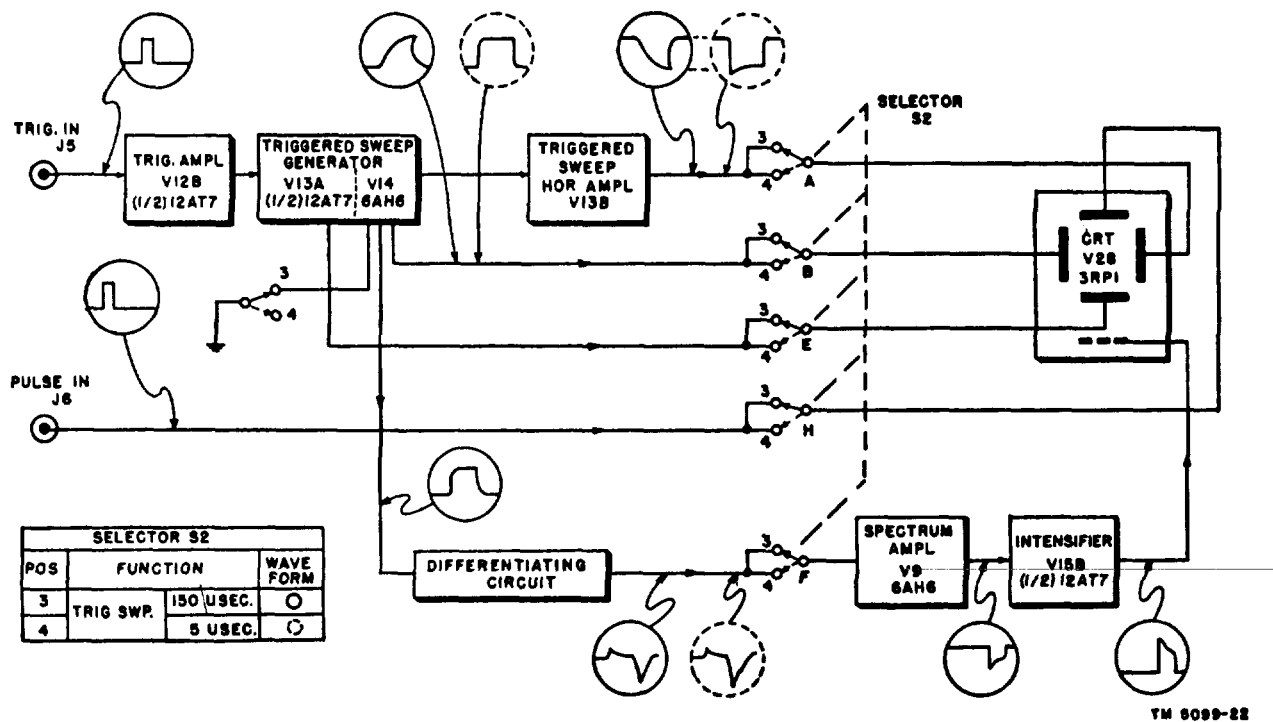 TRIG. IN
J5
TRIG. AMPL
V12B
(1/2) 12AT7
TRIGGERED SWEEP
GENERATOR
V13A
(1/2) 12AT7
V14
6AH6
TRIGGERED
SWEEP
HOR AMPL
V13B
SELECTOR
S2
3
4
A
3
4
B
3
4
E
3
4
H
3
4
CRT
V28
3RP1
PULSE IN
J6
SELECTOR S2
POS
FUNCTION
WAVE
FORM
3
TRIG SWP.
150 USEC.
4
5 USEC.
DIFFERENTIATING
CIRCUIT
3
4
F
SPECTRUM
AMPL
V9
6AH6
INTENSIFIER
V15B
(1/2) 12AT7
TM 5099-22